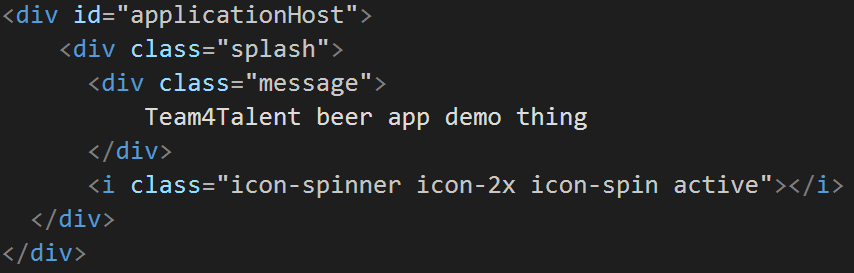 <div id="applicationHost">
    <div class="splash">
      <div class="message">
          Team4Talent beer app demo thing
      </div>
      <i class="icon-spinner icon-2x icon-spin active"></i>
  </div>
</div>